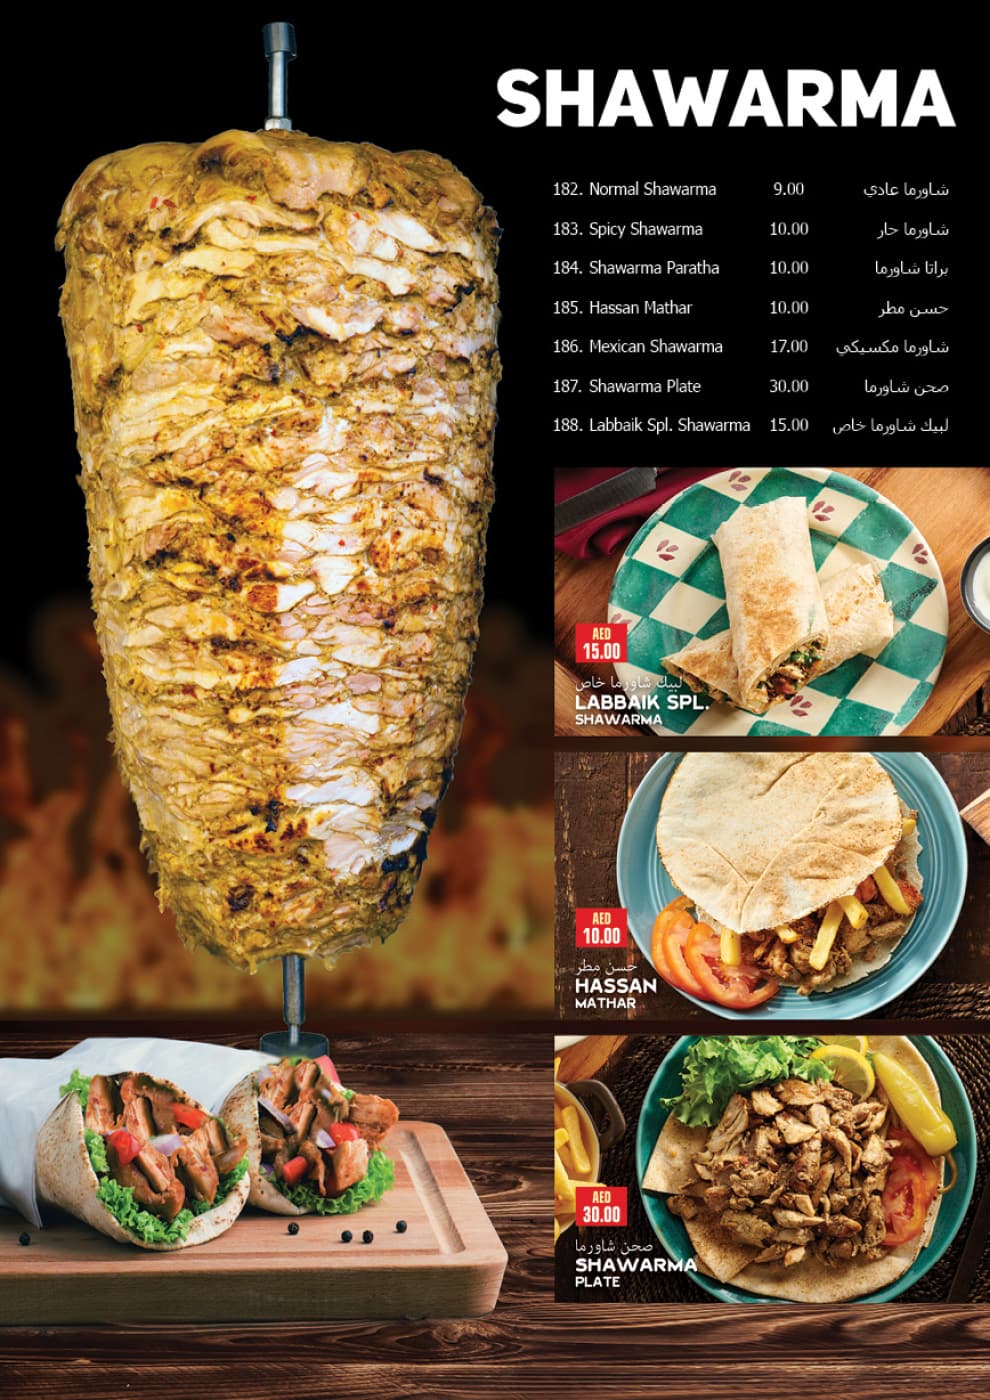 SHAWARMA
182. Normal Shawarma 9.00 شاورما عادي
183. Spicy Shawarma 10.00 شاورما حار
184. Shawarma Paratha 10.00 براتا شاورما
185. Hassan Mathar 10.00 حسن مطر
186. Mexican Shawarma 17.00 شاورما مكسيكي
187. Shawarma Plate 30.00 صحن شاورما
188. Labbaik Spl. Shawarma 15.00 لبيك شاورما خاص
AED
15.00
لبيك شاورما خاص
LABBAIK SPL.
SHAWARMA
AED
10.00
حسن مطر
HASSAN
MATHAR
AED
30.00
صحن شاورما
SHAWARMA
PLATE